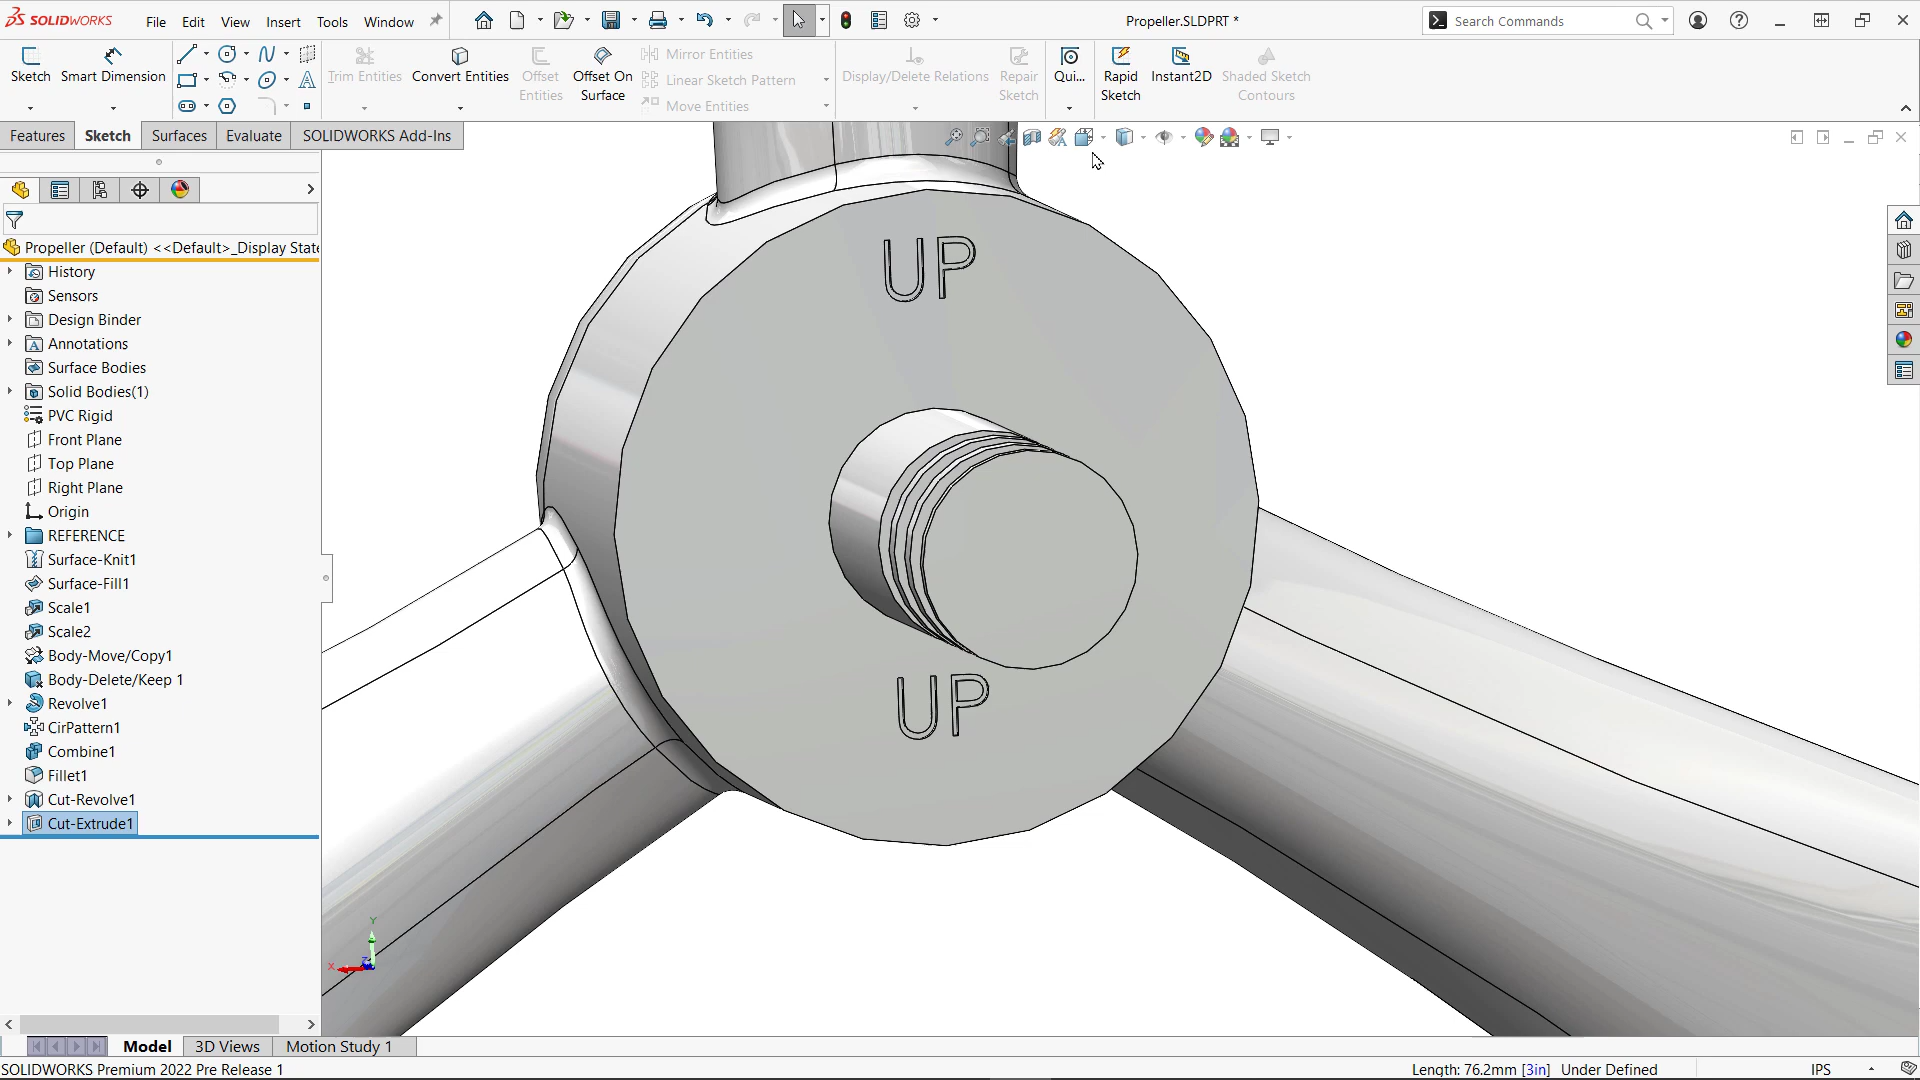 SOLIDWORKS File Edit View Insert Tools Window Propeller.SLDPRT * Search Commands
Sketch Smart Dimension Trim Entities Convert Entities Offset Entities Offset On Surface Mirror Entities Linear Sketch Pattern Move Entities Display/Delete Relations Repair Sketch Qui... Rapid Sketch Instant2D Shaded Sketch Contours
Features Sketch Surfaces Evaluate SOLIDWORKS Add-Ins
Propeller (Default) <<Default>_Display State
History
Sensors
Design Binder
Annotations
Surface Bodies
Solid Bodies(1)
PVC Rigid
Front Plane
Top Plane
Right Plane
Origin
REFERENCE
Surface-Knit1
Surface-Fill1
Scale1
Scale2
Body-Move/Copy1
Body-Delete/Keep 1
Revolve1
CirPattern1
Combine1
Fillet1
Cut-Revolve1
Cut-Extrude1
UP
UP
Y
X Z
Model 3D Views Motion Study 1
SOLIDWORKS Premium 2022 Pre Release 1 Length: 76.2mm [3in] Under Defined IPS